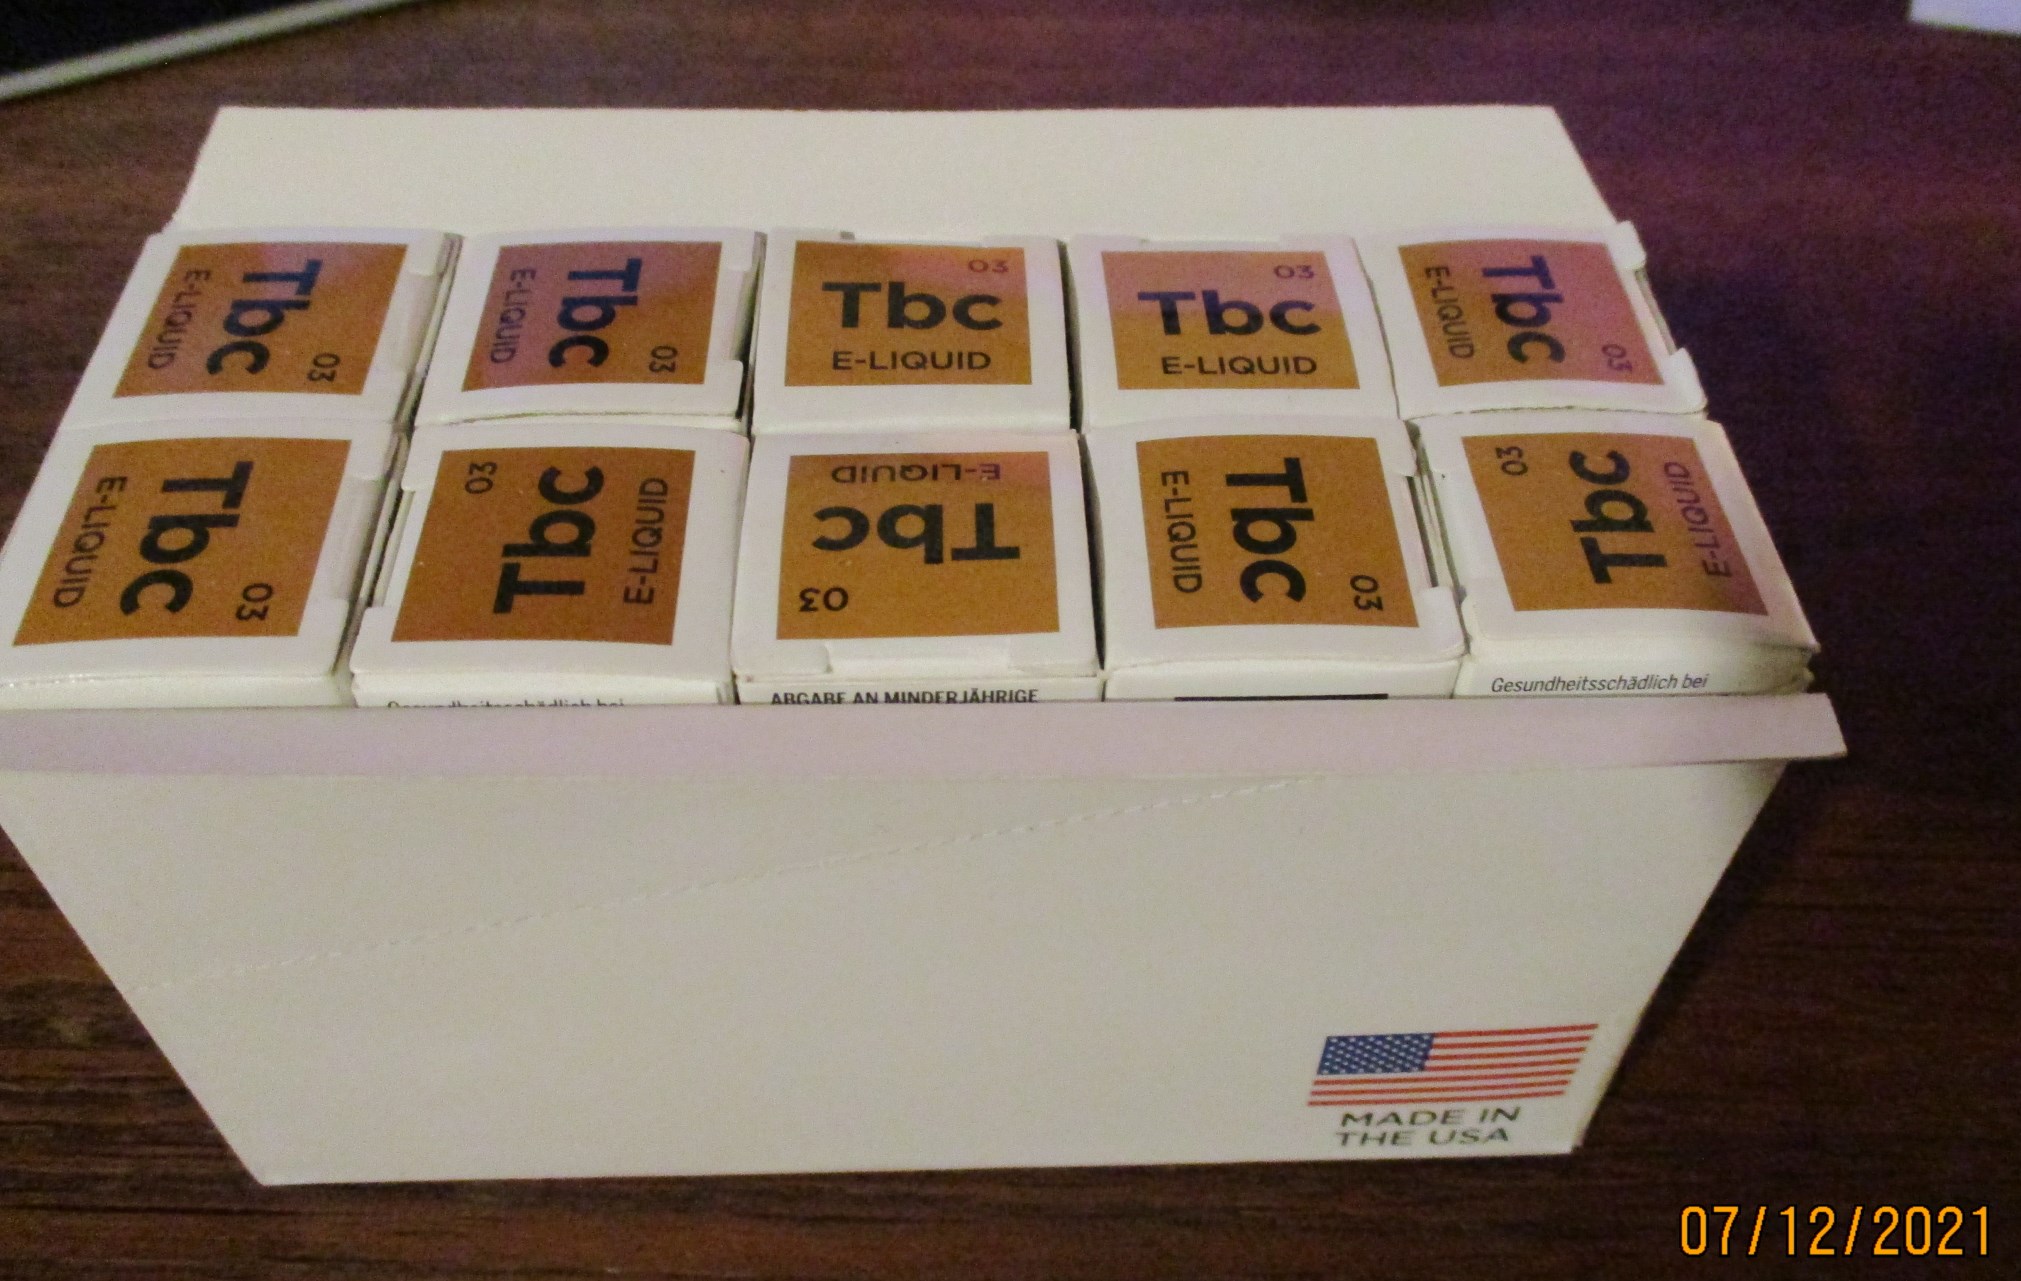 Tbc
E-LIQUID
03
Tbc
E-LIQUID
03
03
Tbc
E-LIQUID
03
Tbc
E-LIQUID
Tbc
E-LIQUID
03
Tbc
E-LIQUID
03
03
Tbc
E-LIQUID
E-LIQUID
Tbc
03
Tbc
E-LIQUID
03
03
Tbc
E-LIQUID
Gesundheitsschädlich bei
ABGABE AN MINDERJÄHRIGE
Gesundheitsschädlich bei
MADE IN
THE USA
07/12/2021